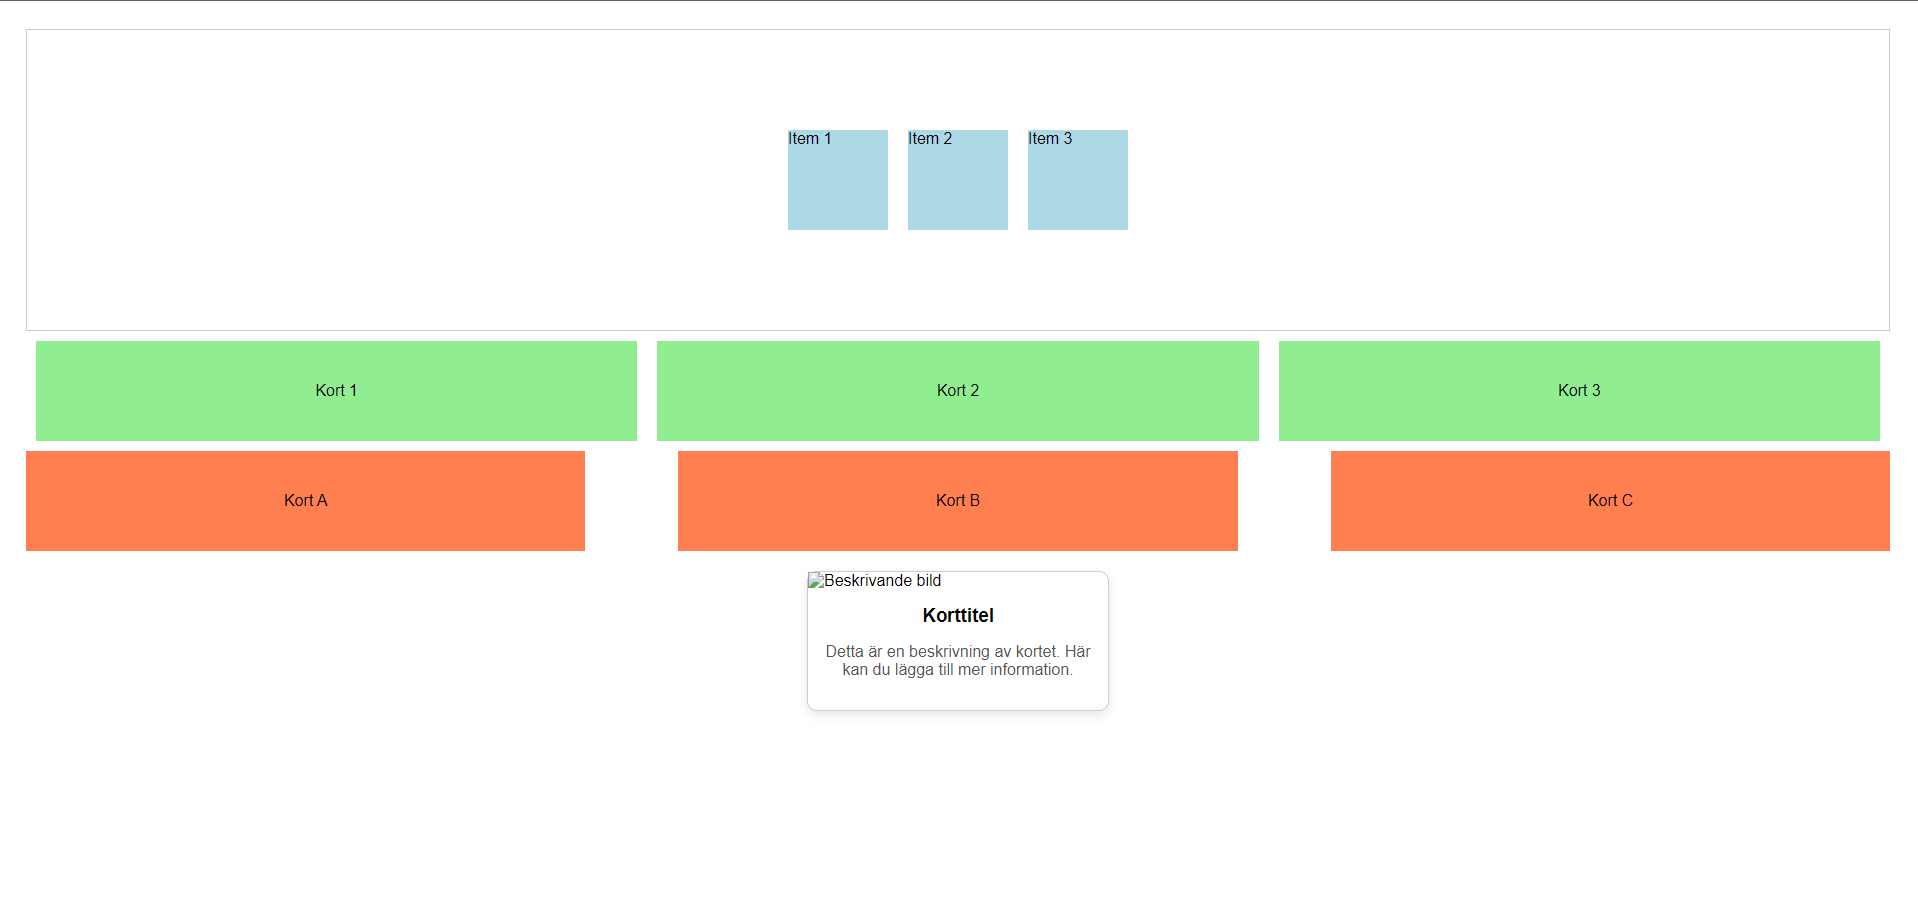 Item 1
Item 2
Item 3
Kort 1
Kort 2
Kort 3
Kort A
Kort B
Kort C
Beskrivande bild
Korttitel
Detta är en beskrivning av kortet. Här
kan du lägga till mer information.